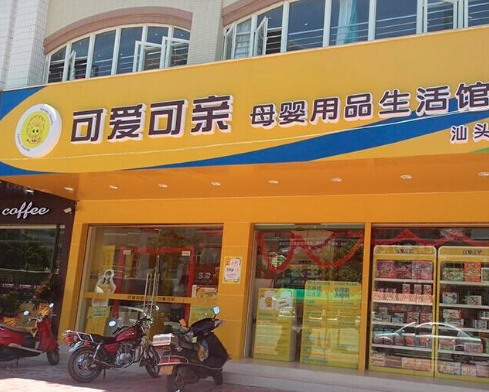 可爱可亲 母婴用品生活馆
汕头
coffee